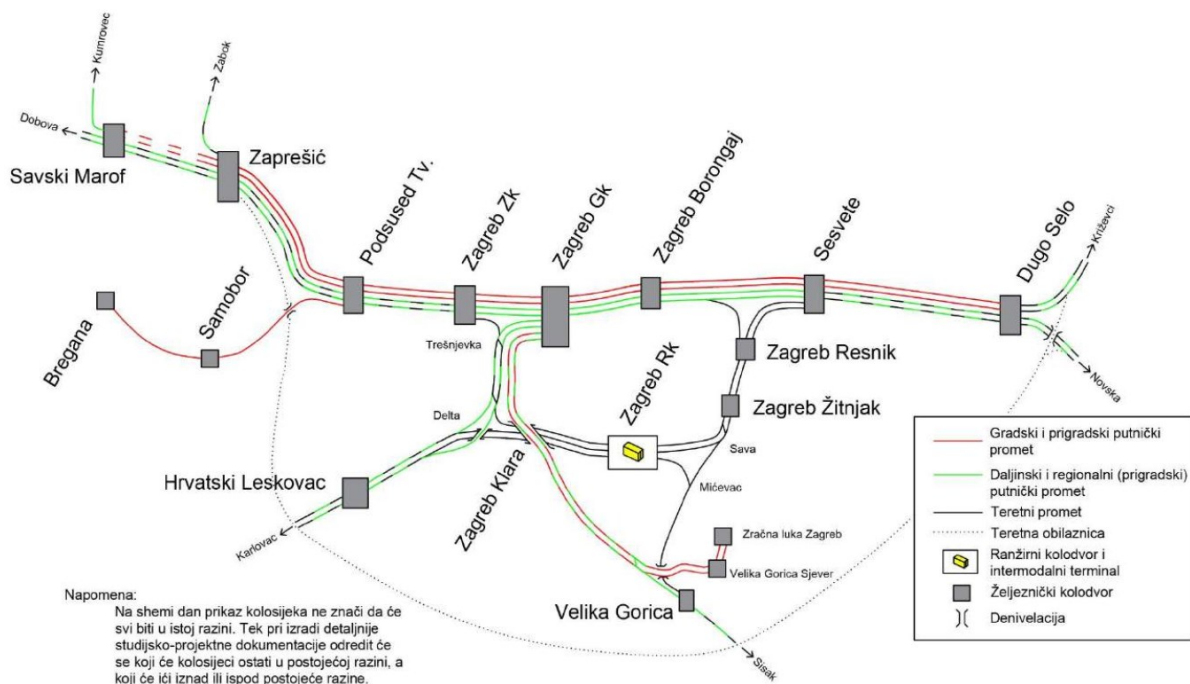 Kumrovec
Zabok
Dobova
Savski Marof
Zaprešić
Podsused Tv.
Zagreb Zk
Zagreb Gk
Zagreb Borongaj
Sesvete
Dugo Selo
Križevci
Novska
Bregana
Samobor
Trešnjevka
Zagreb Resnik
Zagreb Žitnjak
Zagreb Rk
Delta
Sava
Mićevac
Hrvatski Leskovac
Zagreb Klara
Karlovac
Zračna luka Zagreb
Velika Gorica Sjever
Velika Gorica
Sisak
Gradski i prigradski putnički
promet
Daljinski i regionalni (prigradski)
putnički promet
Teretni promet
Teretna obilaznica
Ranžirni kolodvor i
intermodalni terminal
Željeznički kolodvor
Denivelacija
Napomena:
Na shemi dan prikaz kolosijeka ne znači da će
svi biti u istoj razini. Tek pri izradi detaljnije
studijsko-projektne dokumentacije odredit će
se koji će kolosijeci ostati u postojećoj razini, a
koji će ići iznad ili ispod postojeće razine.